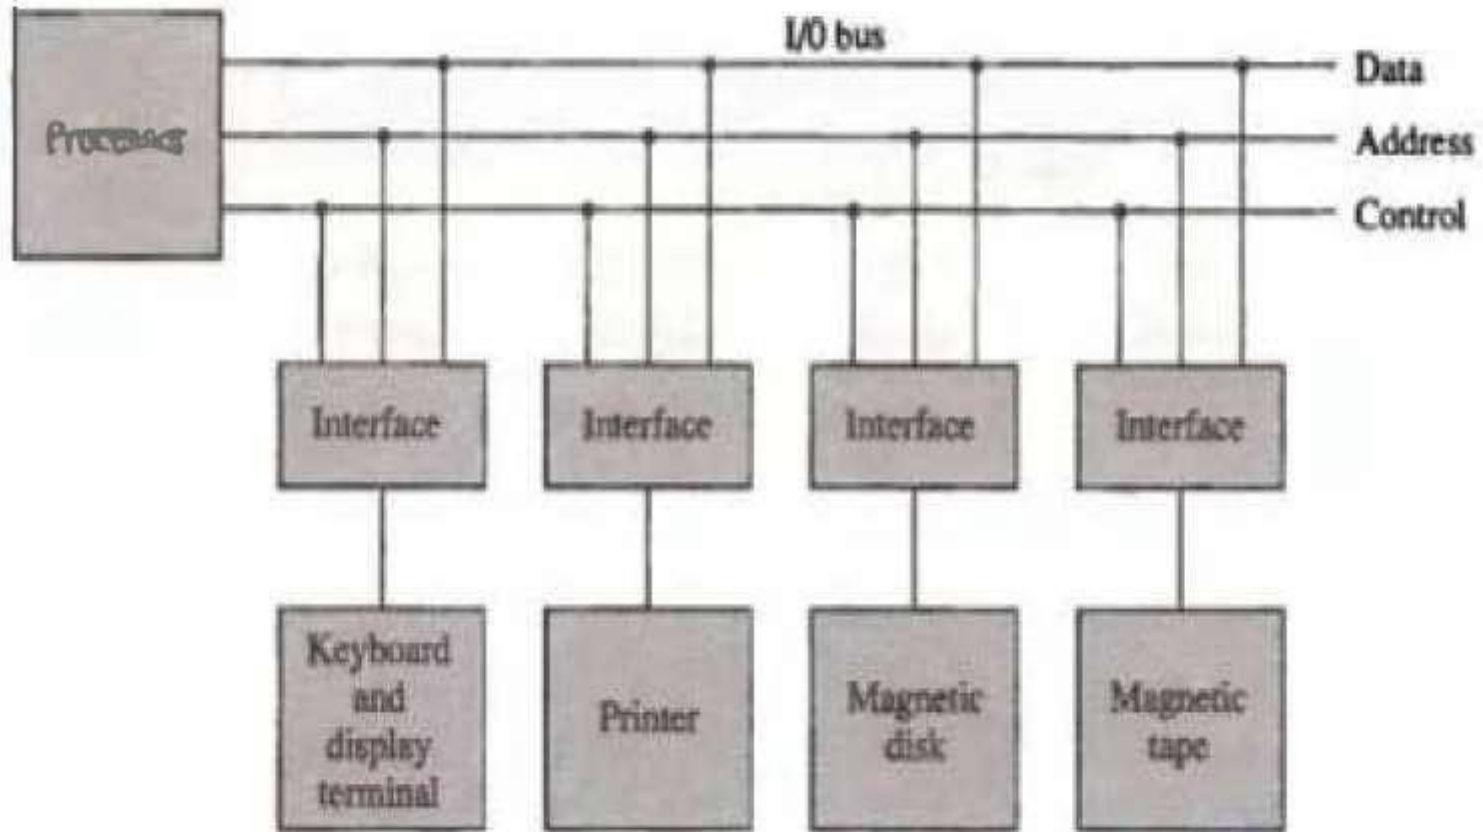 I/0 bus
Data
Address
Control
Interface
Interface
Interface
Interface
Keyboard
and
display
terminal
Printer
Magnetic
disk
Magnetic
tape